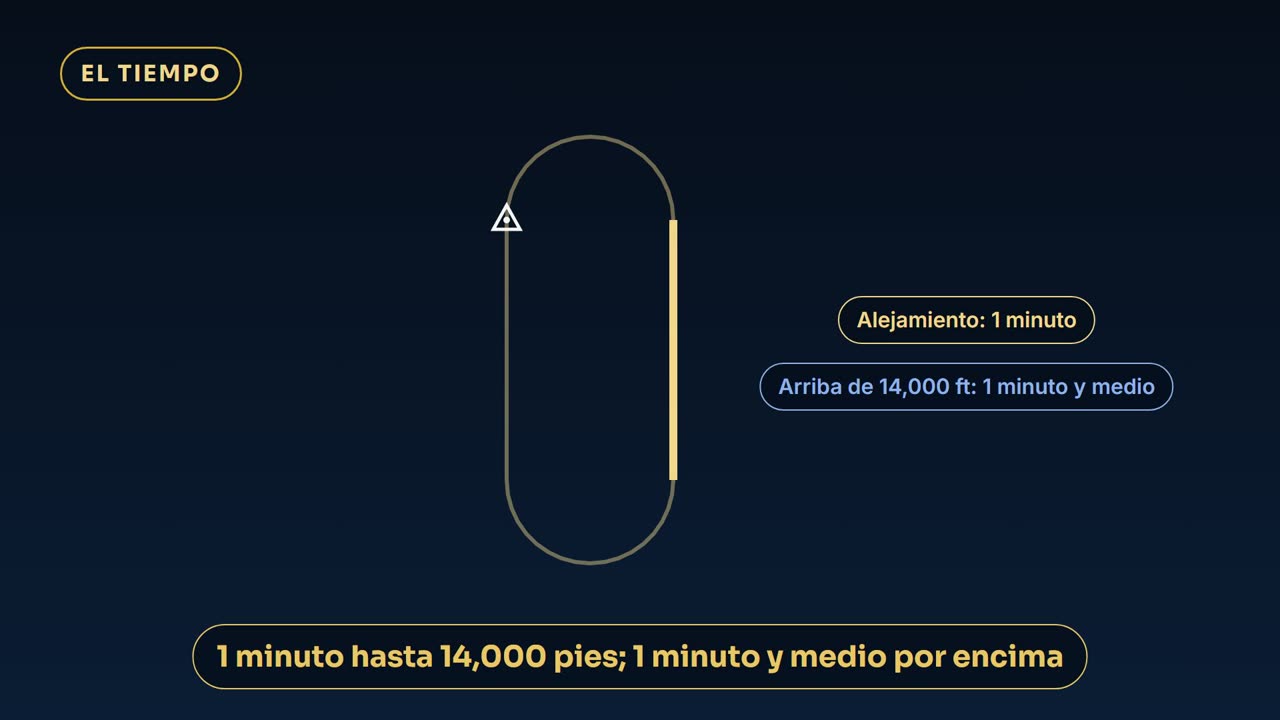 EL TIEMPO
Alejamiento: 1 minuto
Arriba de 14,000 ft: 1 minuto y medio
1 minuto hasta 14,000 pies; 1 minuto y medio por encima